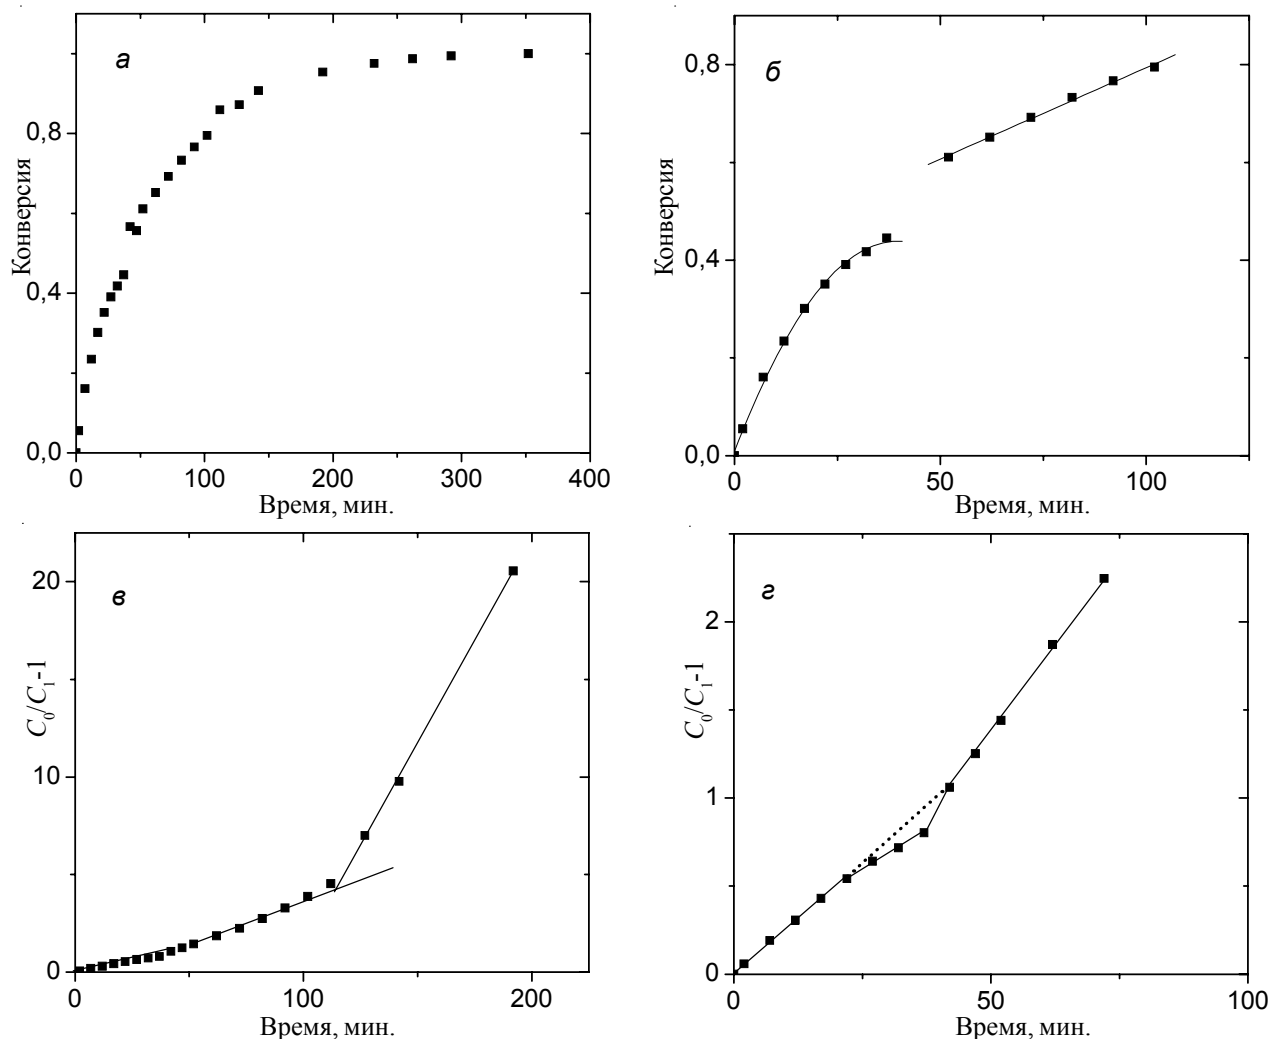 а
Конверсия
0,8
0,4
0,0
0
100
200
300
400
Время, мин.
б
Конверсия
0,8
0,4
0,0
0
50
100
Время, мин.
в
C₀/C₁-1
20
10
0
0
100
200
Время, мин.
г
C₀/C₁-1
2
1
0
0
50
100
Время, мин.